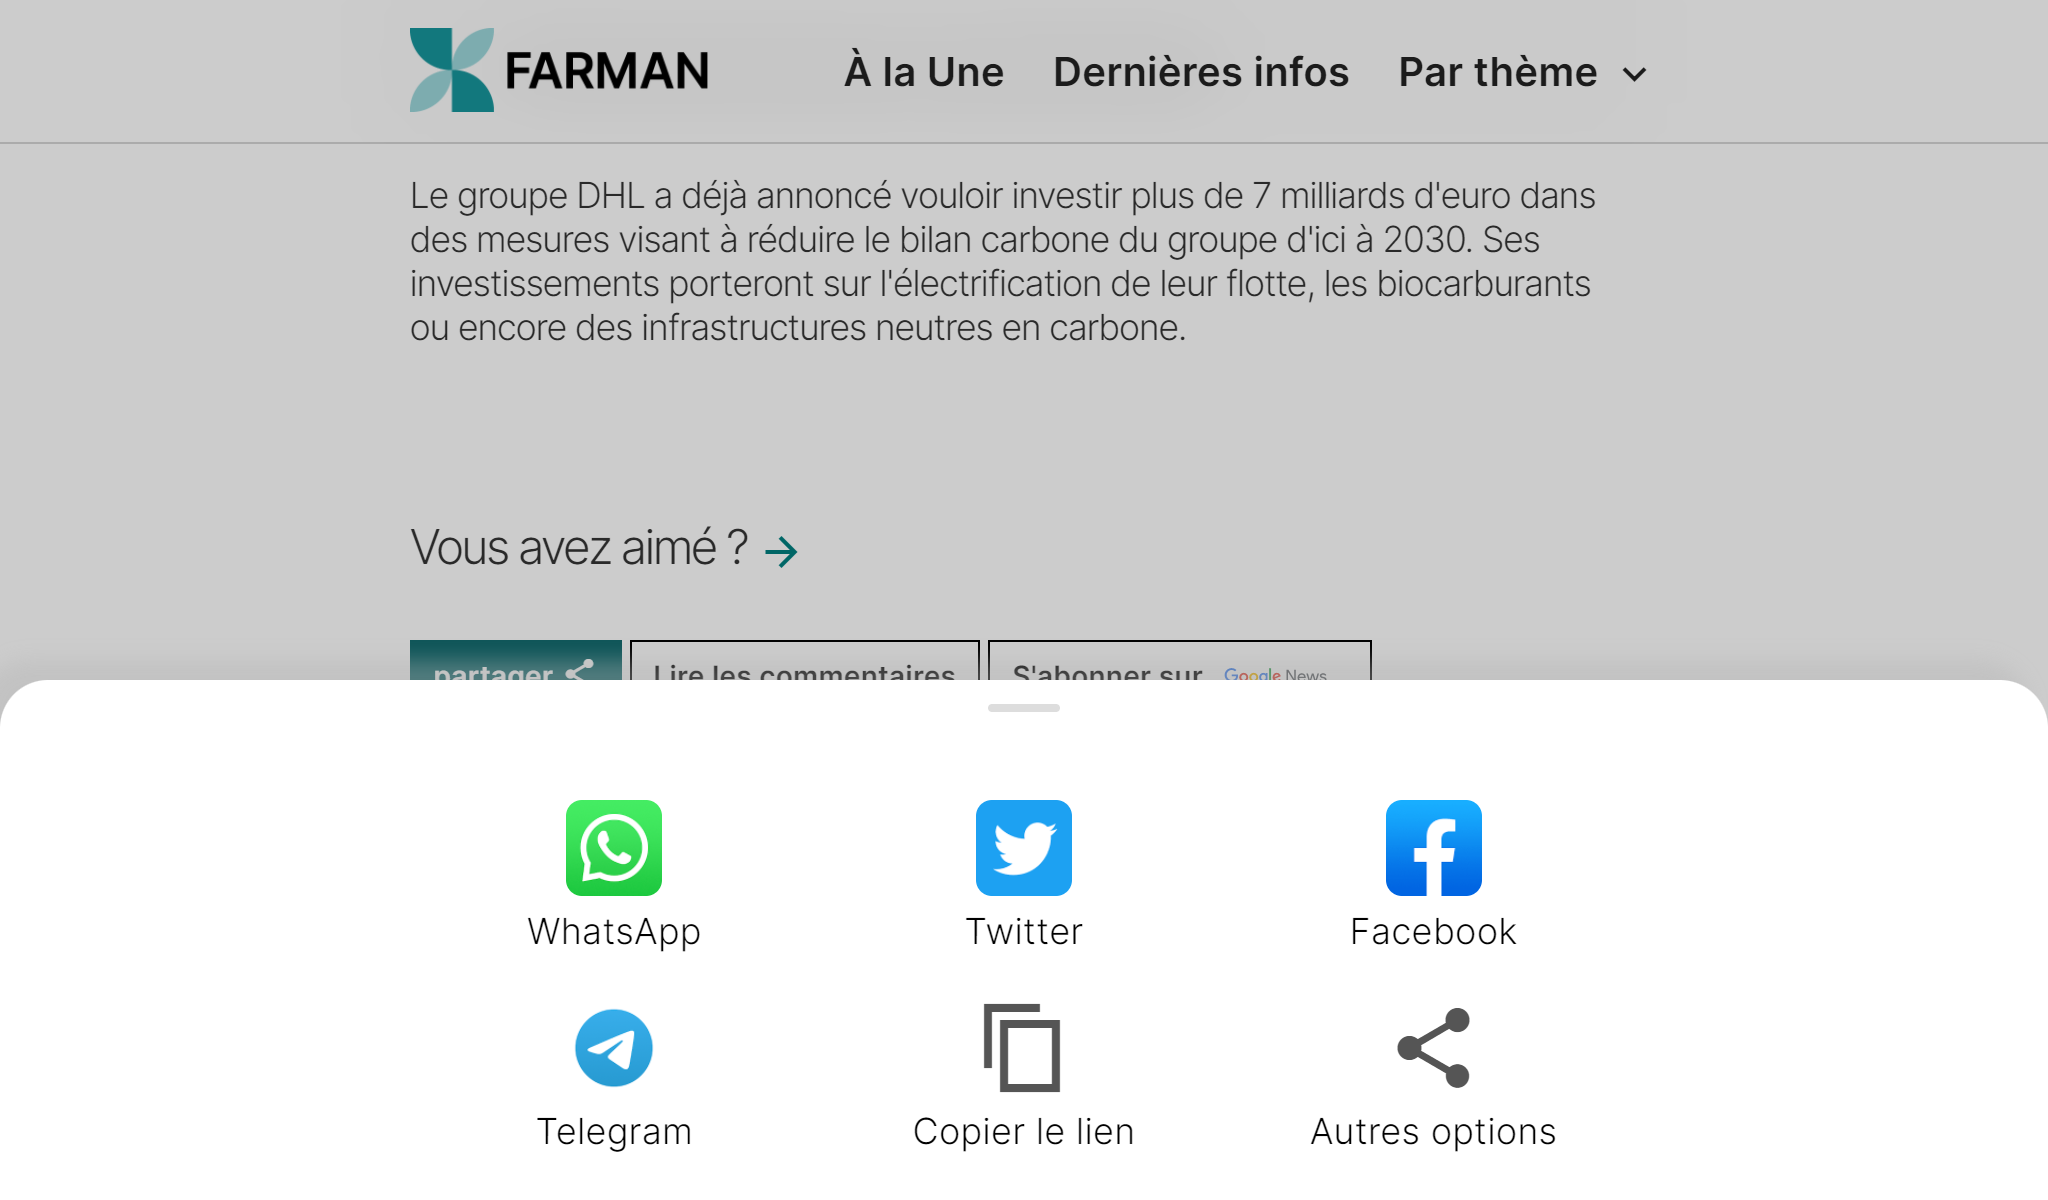 FARMAN
À la Une
Dernières infos
Par thème
Le groupe DHL a déjà annoncé vouloir investir plus de 7 milliards d'euro dans
des mesures visant à réduire le bilan carbone du groupe d'ici à 2030. Ses
investissements porteront sur l'électrification de leur flotte, les biocarburants
ou encore des infrastructures neutres en carbone.
Vous avez aimé ?
partager
Lire les commentaires
S'abonner sur Google News
WhatsApp
Twitter
Facebook
Telegram
Copier le lien
Autres options